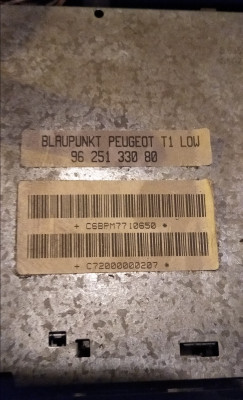 BLAUPUNKT PEUGEOT T1 LOW
96 251 330 80
+ C6BPM7710650 *
+ C72000000207 *